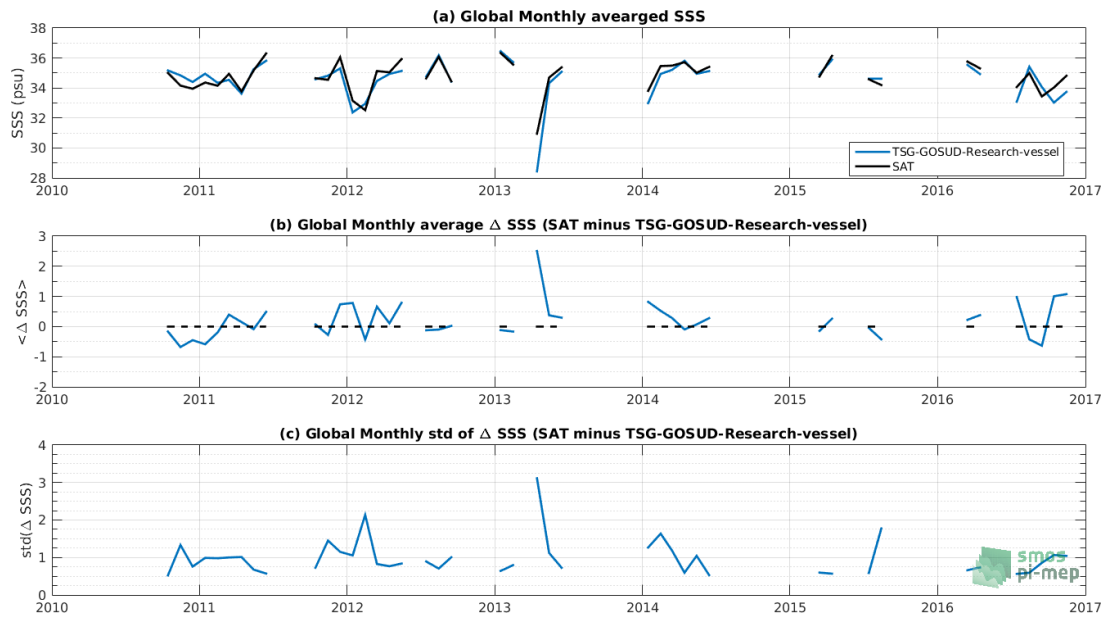 (a) Global Monthly avearged SSS
SSS (psu)
38
36
34
32
30
28
2010 2011 2012 2013 2014 2015 2016 2017
TSG-GOSUD-Research-vessel
SAT
(b) Global Monthly average Δ SSS (SAT minus TSG-GOSUD-Research-vessel)
<Δ SSS>
3
2
1
0
-1
-2
2010 2011 2012 2013 2014 2015 2016 2017
(c) Global Monthly std of Δ SSS (SAT minus TSG-GOSUD-Research-vessel)
std(Δ SSS)
4
3
2
1
0
2010 2011 2012 2013 2014 2015 2016 2017
smos
pi-mep